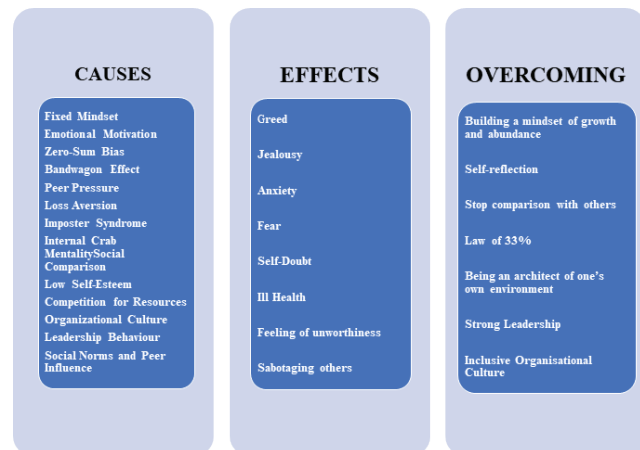 CAUSES
Fixed Mindset
Emotional Motivation
Zero-Sum Bias
Bandwagon Effect
Peer Pressure
Loss Aversion
Imposter Syndrome
Internal Crab
MentalitySocial
Comparison
Low Self-Esteem
Competition for Resources
Organizational Culture
Leadership Behaviour
Social Norms and Peer
Influence
EFFECTS
Greed
Jealousy
Anxiety
Fear
Self-Doubt
Ill Health
Feeling of unworthiness
Sabotaging others
OVERCOMING
Building a mindset of growth
and abundance
Self-reflection
Stop comparison with others
Law of 33%
Being an architect of one's
own environment
Strong Leadership
Inclusive Organisational
Culture